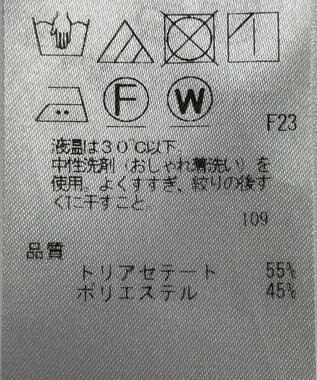 F W
F23
液温は30℃以下
中性洗剤（おしゃれ着洗い）を
使用。よくすすぎ、絞りの後す
ぐに干すこと。
109
品質
トリアセテート 55%
ポリエステル 45%